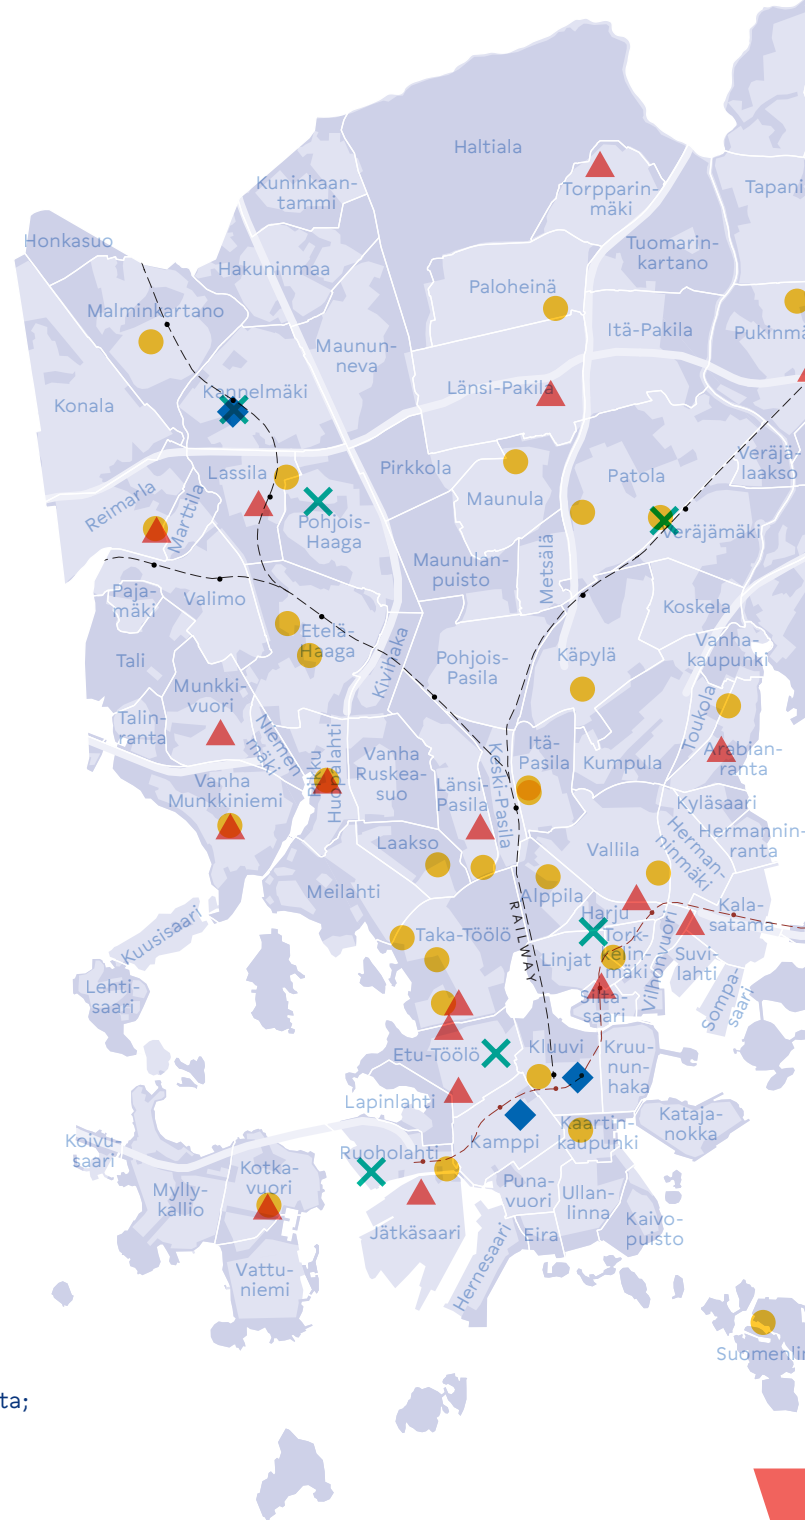 Haltiala
Kuninkaan-
tammi
Torpparin-
mäki
Tapani
Honkasuo
Hakuninmaa
Tuomarin-
kartano
Paloheinä
Malminkartano
Itä-Pakila
Pukinmä
Maunun-
neva
Länsi-Pakila
Kannelmäki
Konala
Lassila
Pirkkola
Patola
Veräjä-
laakso
Reimarla
Marttila
Maunula
Pohjois-
Haaga
Veräjämäki
Metsälä
Maunulan-
puisto
Paja-
mäki
Valimo
Koskela
Etelä-
Haaga
Kivihaka
Vanha-
kaupunki
Tali
Pohjois-
Pasila
Käpylä
Munkki-
vuori
Talin-
ranta
Niemen
mäki
Toukola
Arabian-
ranta
Pikku
Huopalahti
Vanha
Ruskea-
suo
Keski-Pasila
Itä-
Pasila
Kumpula
Vanha
Munkkiniemi
Länsi-
Pasila
Kyläsaari
Hermannin-
ranta
Herman-
ninmäki
Laakso
Vallila
Meilahti
Alppila
RAILWAY
Harju
Kala-
satama
Kuusisaari
Taka-Töölö
Tork-
kelin-
mäki
Vilhonvuori
Linjat
Suvi-
lahti
Lehti-
saari
Siltä-
saari
Sompa-
saari
Etu-Töölö
Kluuvi
Kruu-
nun-
haka
Lapinlahti
Kataja-
nokka
Koivu-
saari
Ruoholahti
Kamppi
Kaartin-
kaupunki
Kotka-
vuori
Mylly-
kallio
Puna-
vuori
Ullan-
linna
Kaivo-
puisto
Jätkäsaari
Hernesaari
Eira
Vattu-
niemi
Suomenlin
ta;